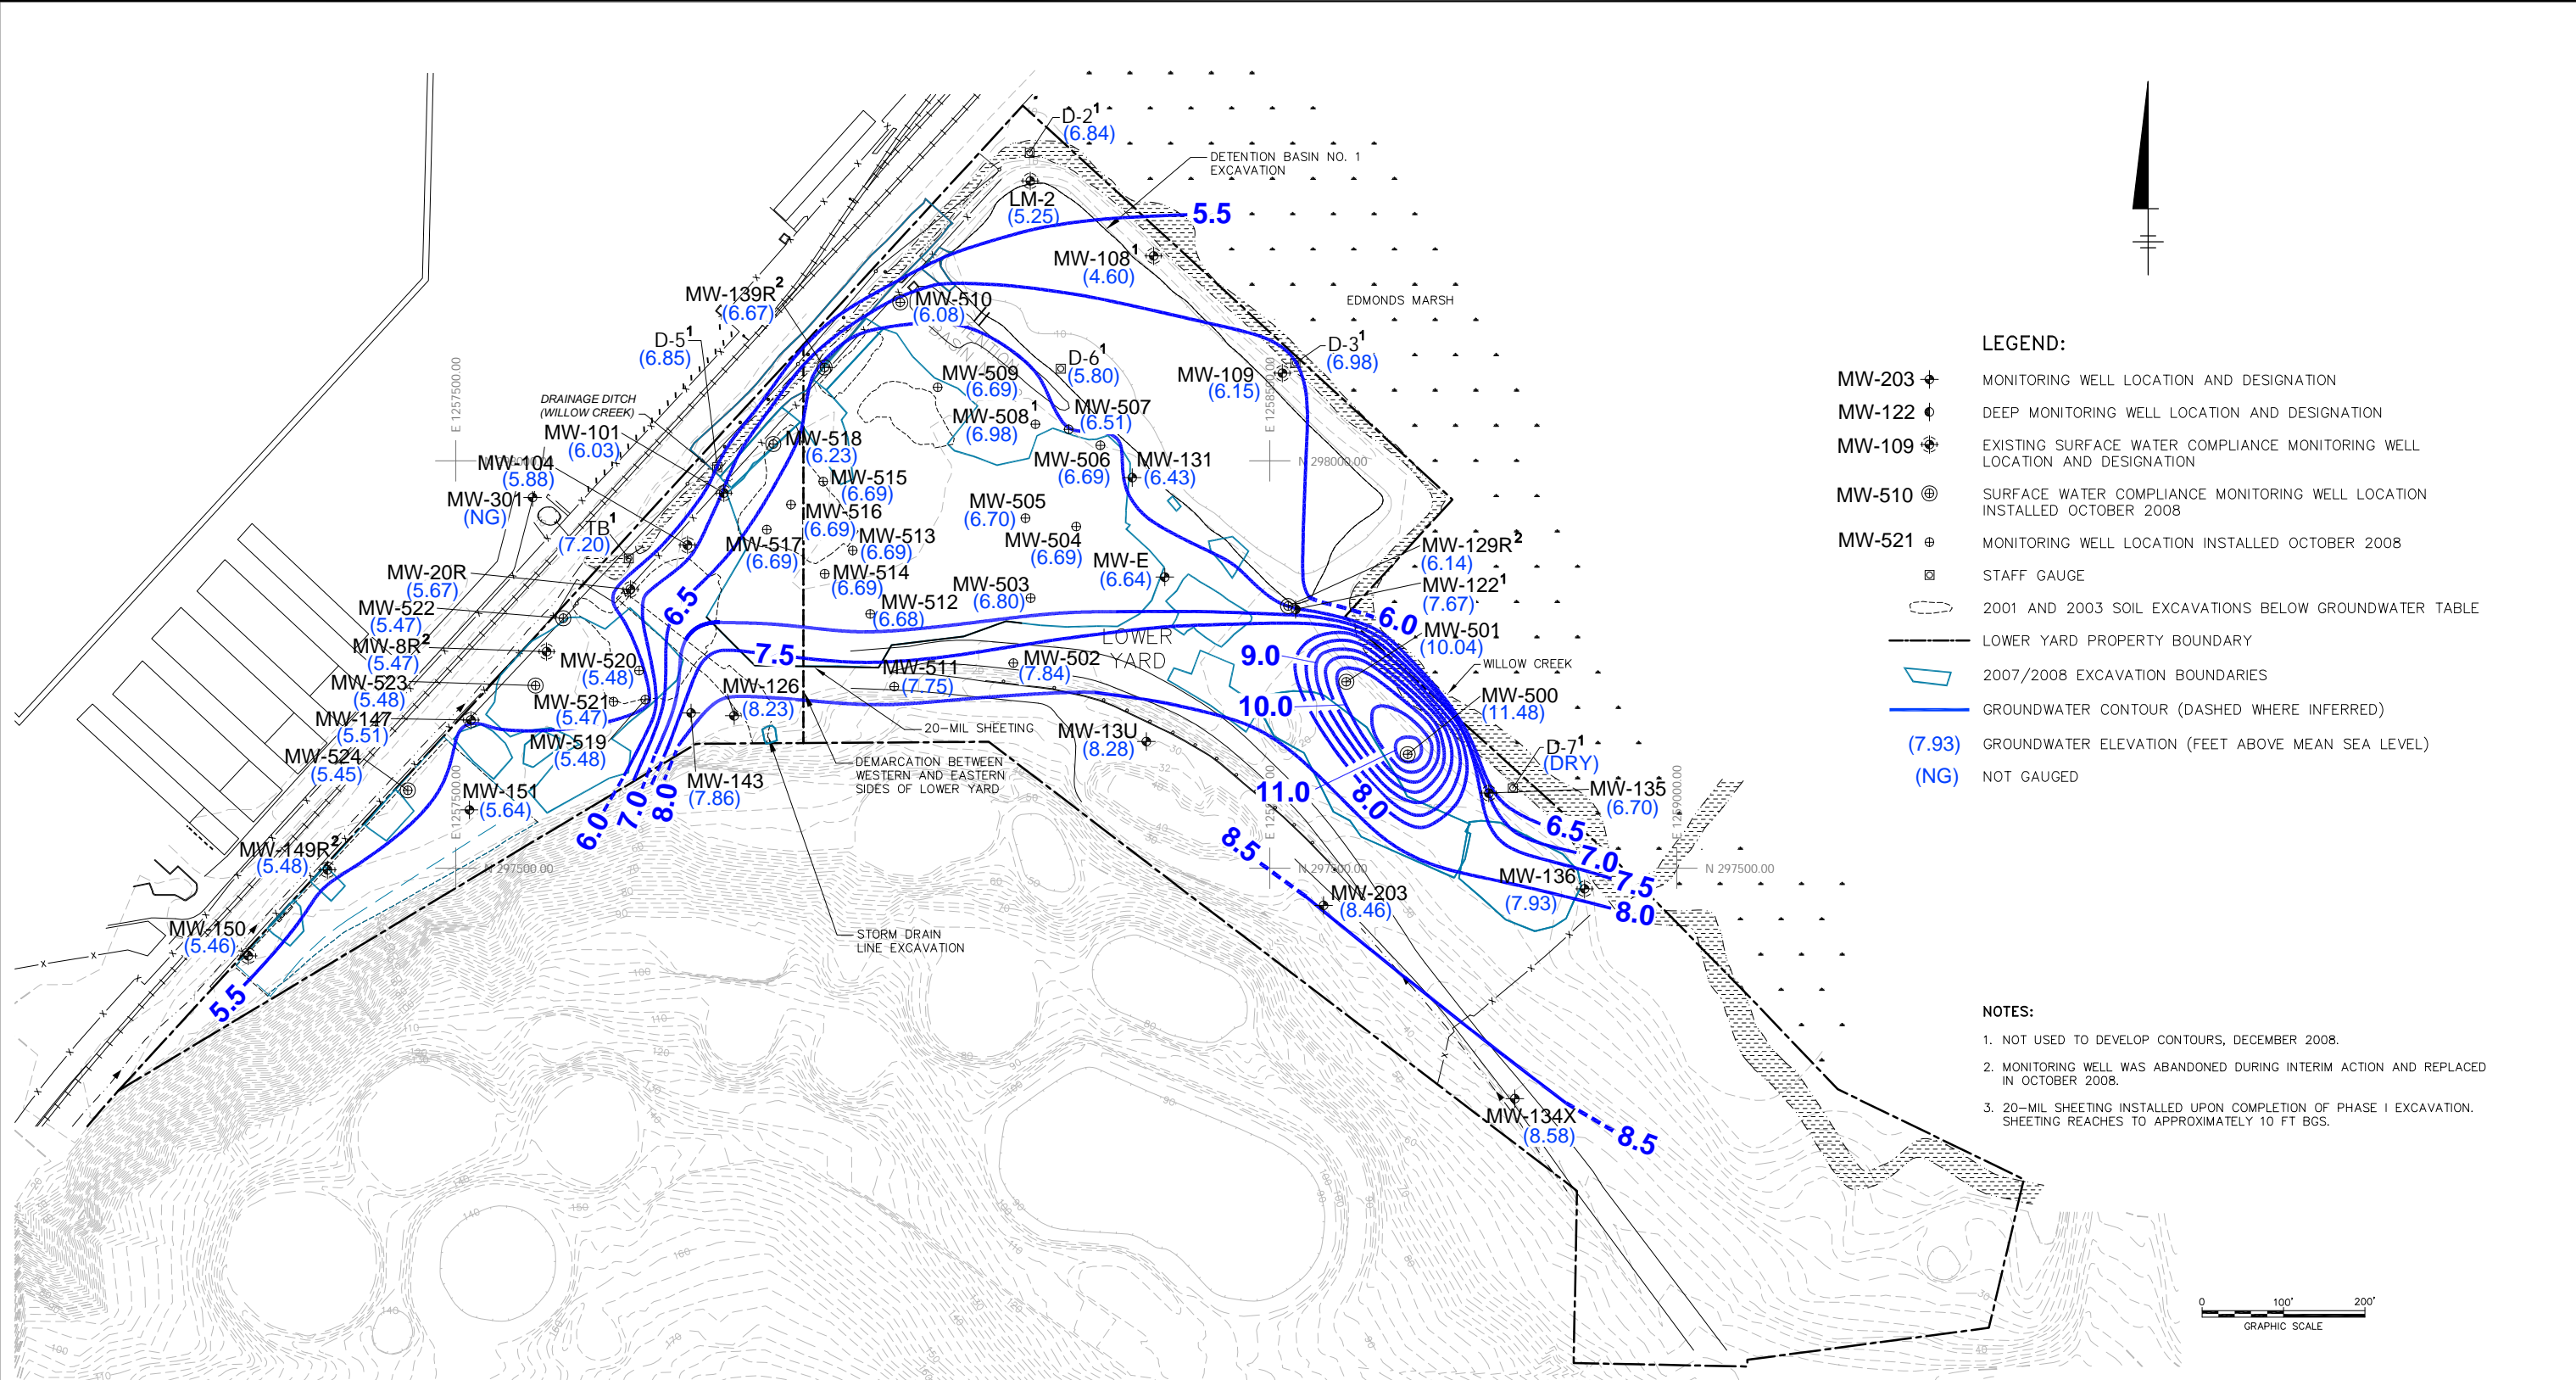 D-2¹
(6.84)
DETENTION BASIN NO. 1
EXCAVATION
LM-2
(5.25)
5.5
MW-108¹
(4.60)
EDMONDS MARSH
MW-139R²
(6.67)
MW-510
(6.08)
D-5¹
(6.85)
D-6¹
(5.80)
D-3¹
(6.98)
MW-109
(6.15)
MW-509
(6.69)
MW-508¹
(6.98)
MW-507
(6.51)
DRAINAGE DITCH
(WILLOW CREEK)
MW-101
(6.03)
MW-518
(6.23)
MW-506
(6.69)
MW-131
(6.43)
E 1257500.00
N 298000.00
MW-104
(5.88)
MW-301
(NG)
MW-515
(6.69)
MW-516
(6.69)
MW-505
(6.70)
MW-504
(6.69)
TB¹
(7.20)
MW-517
(6.69)
MW-513
(6.69)
MW-514
(6.69)
MW-E
(6.64)
MW-129R²
(6.14)
MW-122¹
(7.67)
MW-20R
(5.67)
MW-503
(6.80)
MW-512
(6.68)
6.5
6.0
MW-522
(5.47)
MW-8R²
(5.47)
MW-501
(10.04)
LOWER
YARD
7.5
9.0
WILLOW CREEK
MW-520
(5.48)
MW-511
(7.75)
MW-502
(7.84)
MW-523
(5.48)
MW-521
(5.47)
MW-126
(8.23)
10.0
MW-500
(11.48)
MW-147
(5.51)
20-MIL SHEETING
MW-13U
(8.28)
MW-519
(5.48)
D-7¹
(DRY)
MW-524
(5.45)
DEMARCATION BETWEEN
WESTERN AND EASTERN
SIDES OF LOWER YARD
MW-143
(7.86)
11.0
8.0
MW-135
(6.70)
MW-151
(5.64)
6.0
7.0
8.0
6.5
7.0
7.5
8.0
8.5
MW-149R²
(5.48)
E 1257500.00
N 297500.00
N 297500.00
E 1259000.00
N 297500.00
MW-136
(7.93)
MW-203
(8.46)
STORM DRAIN
LINE EXCAVATION
MW-150
(5.46)
5.5
MW-134X
(8.58)
8.5
LEGEND:
MW-203 MONITORING WELL LOCATION AND DESIGNATION
MW-122 DEEP MONITORING WELL LOCATION AND DESIGNATION
MW-109 EXISTING SURFACE WATER COMPLIANCE MONITORING WELL
LOCATION AND DESIGNATION
MW-510 SURFACE WATER COMPLIANCE MONITORING WELL LOCATION
INSTALLED OCTOBER 2008
MW-521 MONITORING WELL LOCATION INSTALLED OCTOBER 2008
STAFF GAUGE
2001 AND 2003 SOIL EXCAVATIONS BELOW GROUNDWATER TABLE
LOWER YARD PROPERTY BOUNDARY
2007/2008 EXCAVATION BOUNDARIES
GROUNDWATER CONTOUR (DASHED WHERE INFERRED)
(7.93) GROUNDWATER ELEVATION (FEET ABOVE MEAN SEA LEVEL)
(NG) NOT GAUGED
NOTES:
1. NOT USED TO DEVELOP CONTOURS, DECEMBER 2008.
2. MONITORING WELL WAS ABANDONED DURING INTERIM ACTION AND REPLACED
IN OCTOBER 2008.
3. 20-MIL SHEETING INSTALLED UPON COMPLETION OF PHASE I EXCAVATION.
SHEETING REACHES TO APPROXIMATELY 10 FT BGS.
0 100' 200'
GRAPHIC SCALE